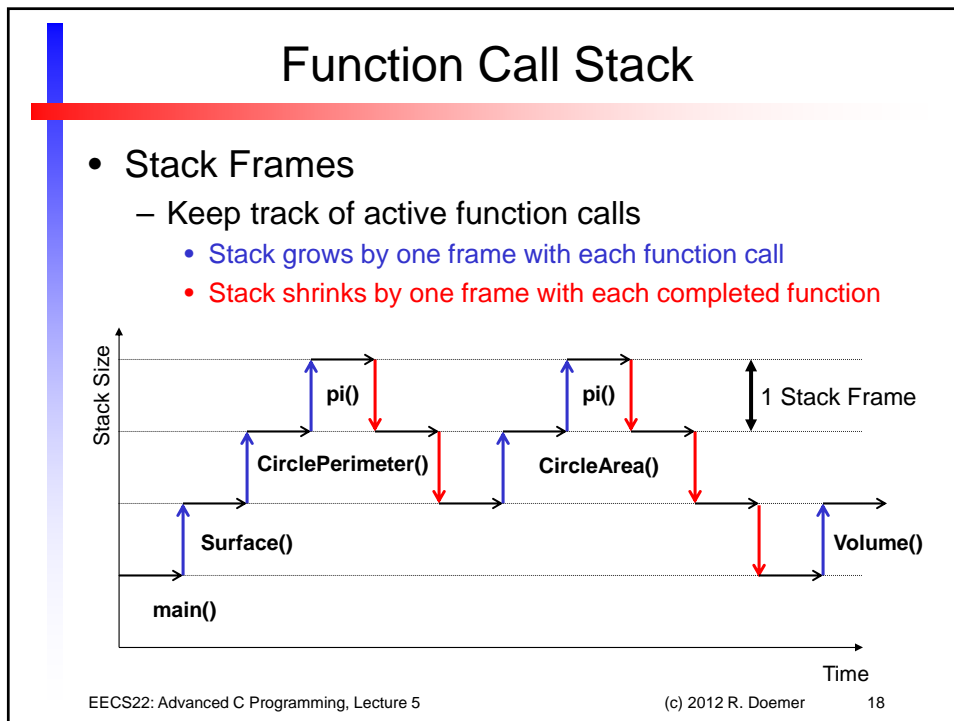 Function Call Stack
• Stack Frames
– Keep track of active function calls
• Stack grows by one frame with each function call
• Stack shrinks by one frame with each completed function
Stack Size
pi()
pi()
1 Stack Frame
CirclePerimeter()
CircleArea()
Surface()
Volume()
main()
Time
EECS22: Advanced C Programming, Lecture 5
(c) 2012 R. Doemer
18